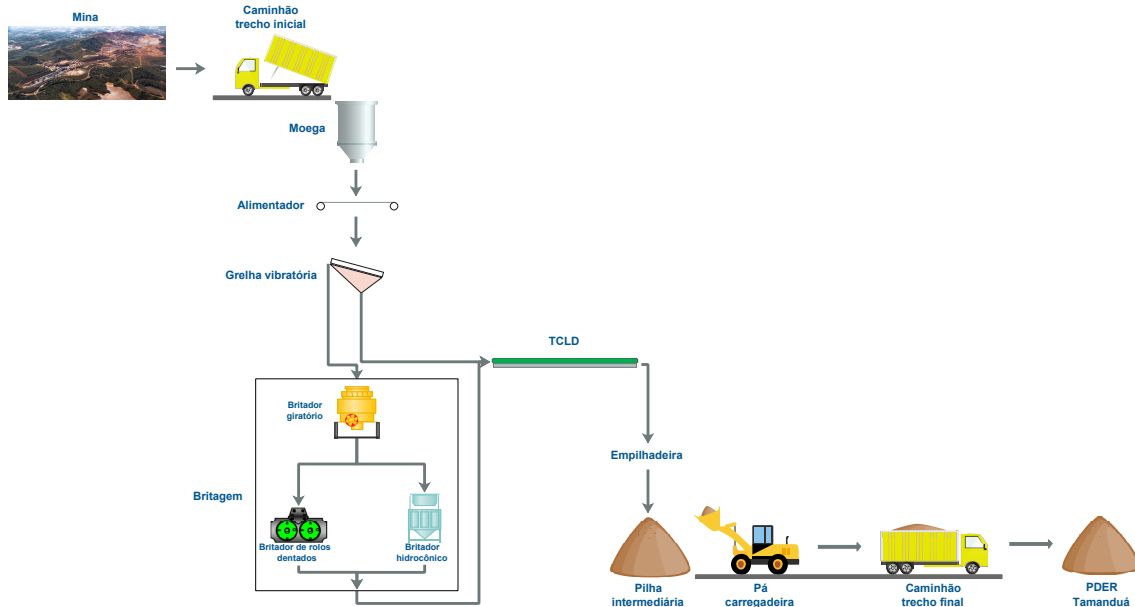 Mina
Caminhão
trecho inicial
Moega
Alimentador
Grelha vibratória
TCLD
Britador
giratório
Empilhadeira
Britagem
Britador de rolos
dentados
Britador
hidrocônico
Pilha
intermediária
Pá
carregadeira
Caminhão
trecho final
PDER
Tamanduá